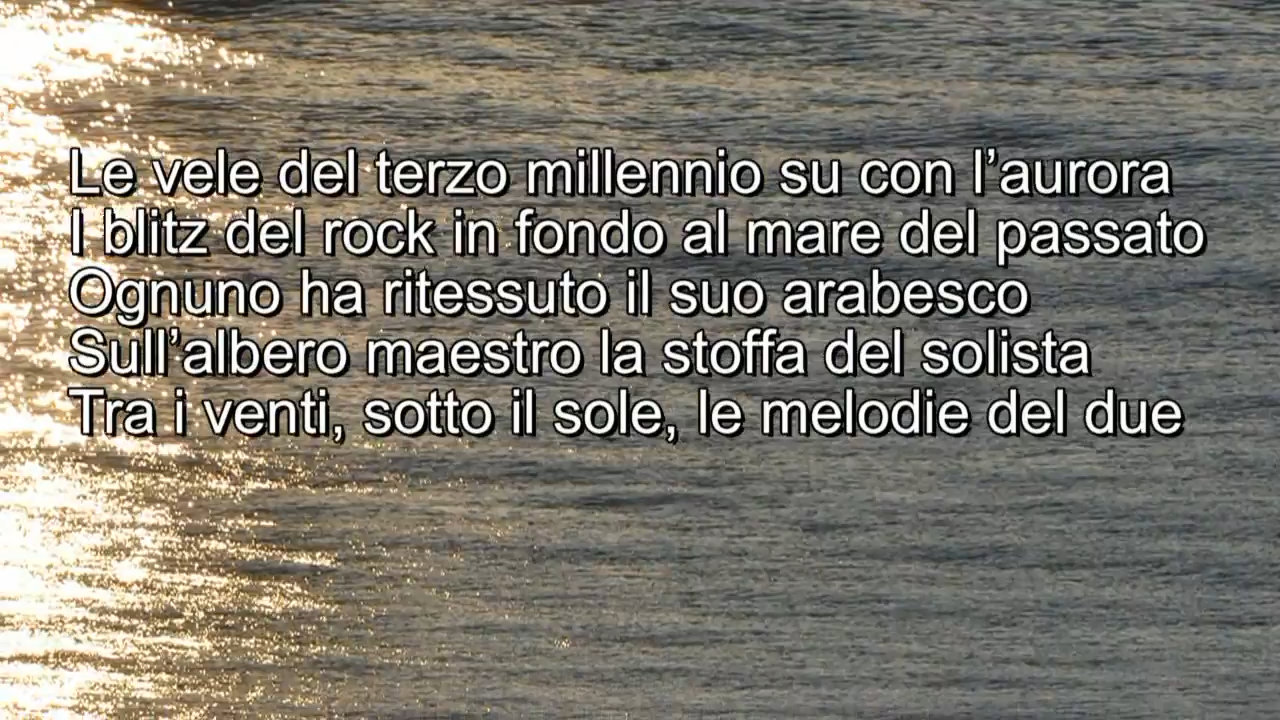 Le vele del terzo millennio su con l’aurora
I blitz del rock in fondo al mare del passato
Ognuno ha ritessuto il suo arabesco
Sull’albero maestro la stoffa del solista
Tra i venti, sotto il sole, le melodie del due